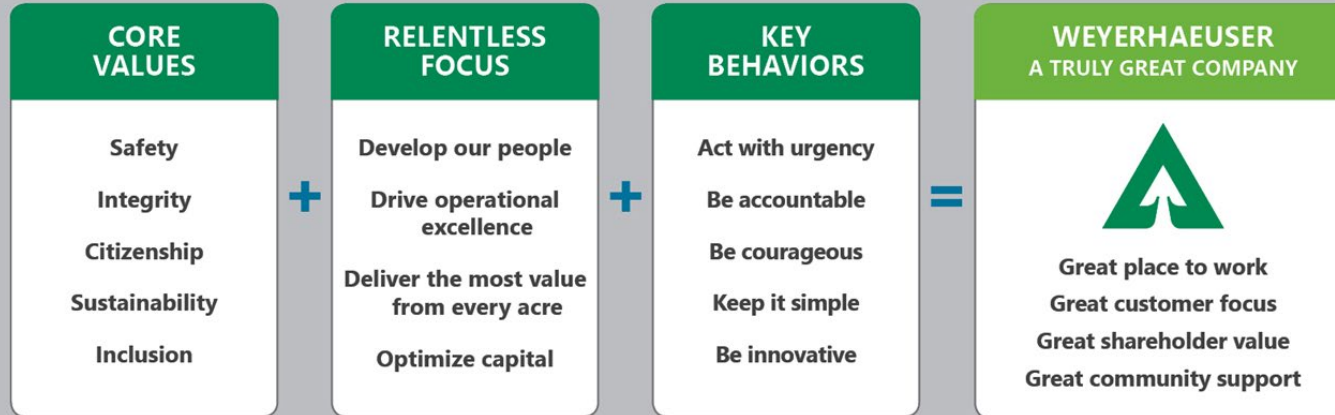 CORE
VALUES
Safety
Integrity
Citizenship
Sustainability
Inclusion
+
RELENTLESS
FOCUS
Develop our people
Drive operational
excellence
Deliver the most value
from every acre
Optimize capital
+
KEY
BEHAVIORS
Act with urgency
Be accountable
Be courageous
Keep it simple
Be innovative
=
WEYERHAEUSER
A TRULY GREAT COMPANY
Great place to work
Great customer focus
Great shareholder value
Great community support